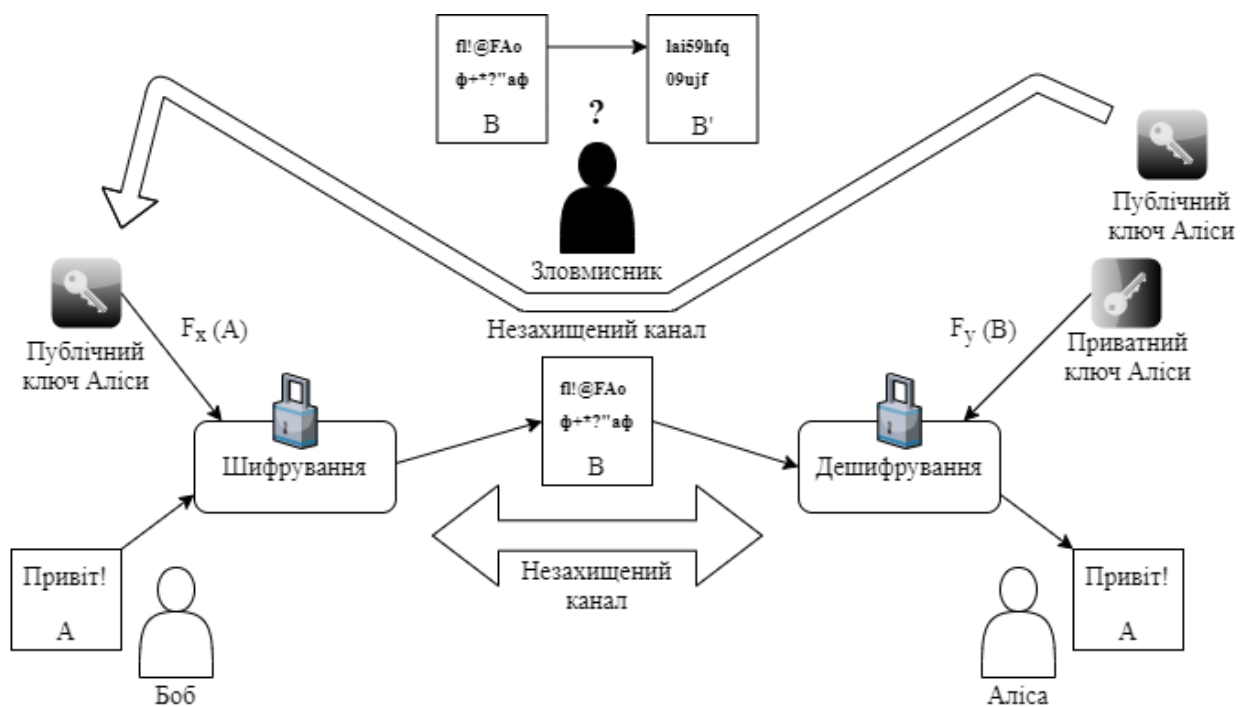 fl!@FAo
ф+*?"аф
B
lai59hfq
09ujf
B'
?
Зловмисник
Незахищений канал
Публічний
ключ Аліси
Публічний
ключ Аліси
Fx (A)
Fy (B)
Приватний
ключ Аліси
fl!@FAo
ф+*?"аф
B
Шифрування
Дешифрування
Незахищений
канал
Привіт!
A
Боб
Аліса
Привіт!
A